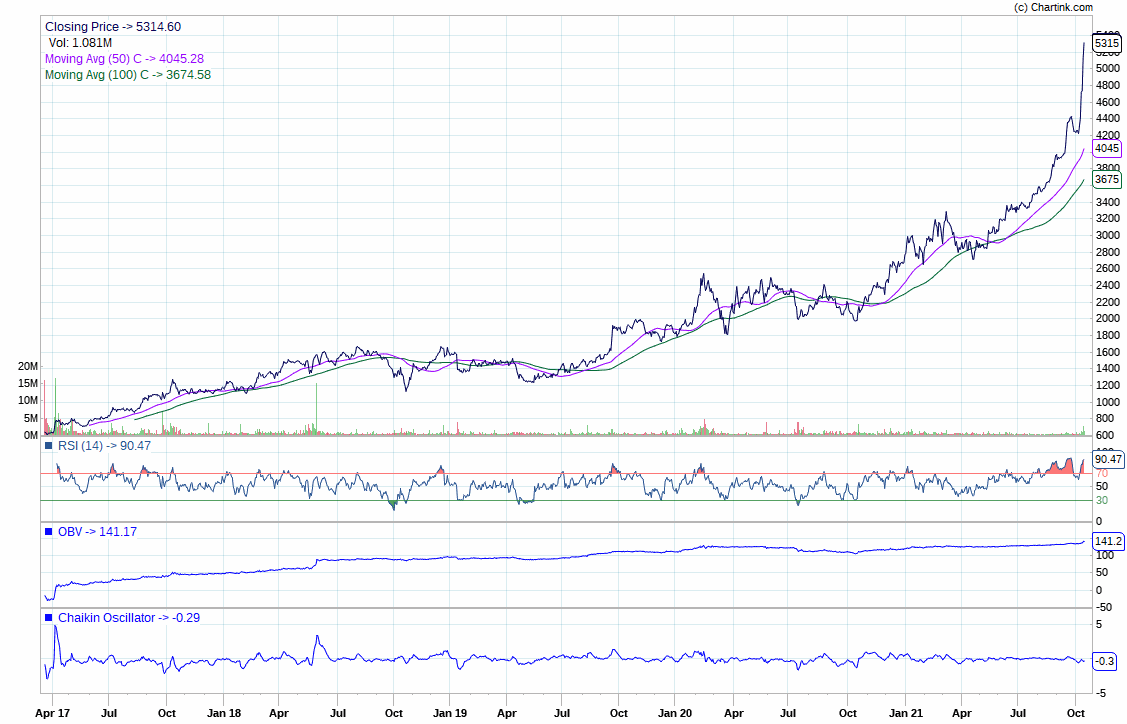 (c) Chartink.com
Closing Price -> 5314.60
Vol: 1.081M
Moving Avg (50) C -> 4045.28
Moving Avg (100) C -> 3674.58
5315
5000
4800
4600
4400
4200
4045
3800
3675
3400
3200
3000
2800
2600
2400
2200
2000
1800
1600
1400
1200
1000
800
600
20M
15M
10M
5M
0M
RSI (14) -> 90.47
90.47
70
50
30
0
OBV -> 141.17
141.2
100
50
0
-50
Chaikin Oscillator -> -0.29
5
-0.3
-5
Apr 17 Jul Oct Jan 18 Apr Jul Oct Jan 19 Apr Jul Oct Jan 20 Apr Jul Oct Jan 21 Apr Jul Oct